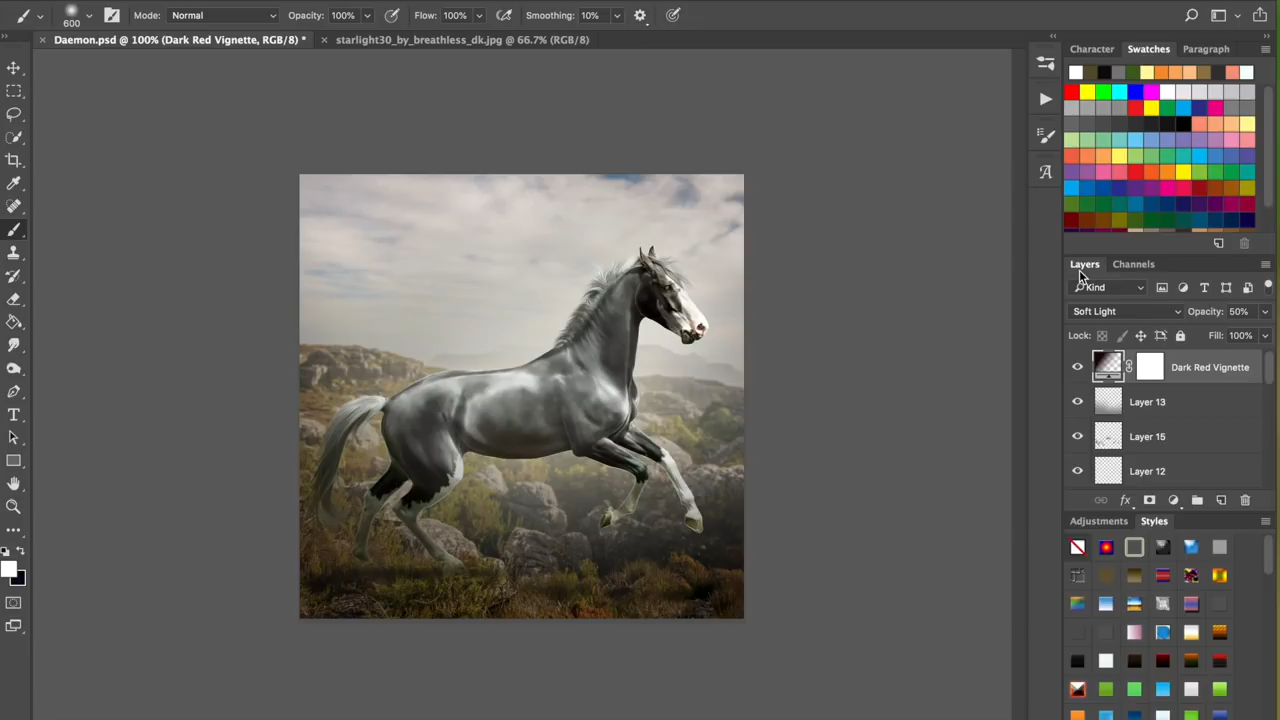 600 Mode: Normal Opacity: 100% Flow: 100% Smoothing: 10%
Daemon.psd @ 100% (Dark Red Vignette, RGB/8) * starlight30_by_breathless_dk.jpg @ 66.7% (RGB/8)
Character Swatches Paragraph
Layers Channels
Kind
Soft Light Opacity: 50%
Lock: Fill: 100%
Dark Red Vignette
Layer 13
Layer 15
Layer 12
fx
Adjustments Styles